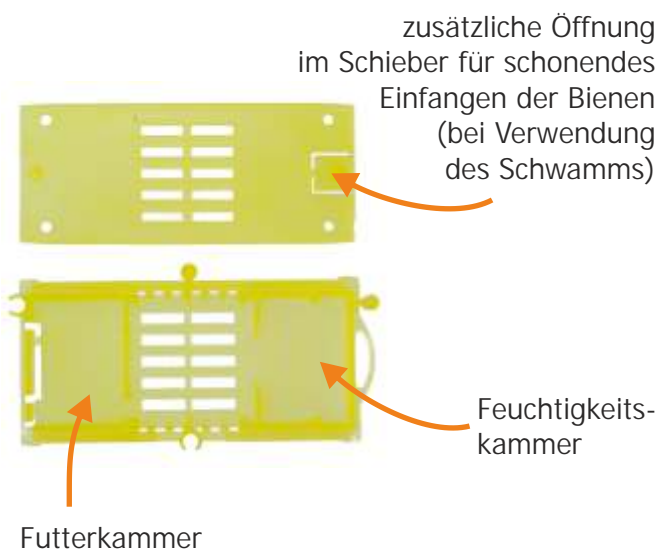 zusätzliche Öffnung
im Schieber für schonendes
Einfangen der Bienen
(bei Verwendung
des Schwamms)
Feuchtigkeits-
kammer
Futterkammer